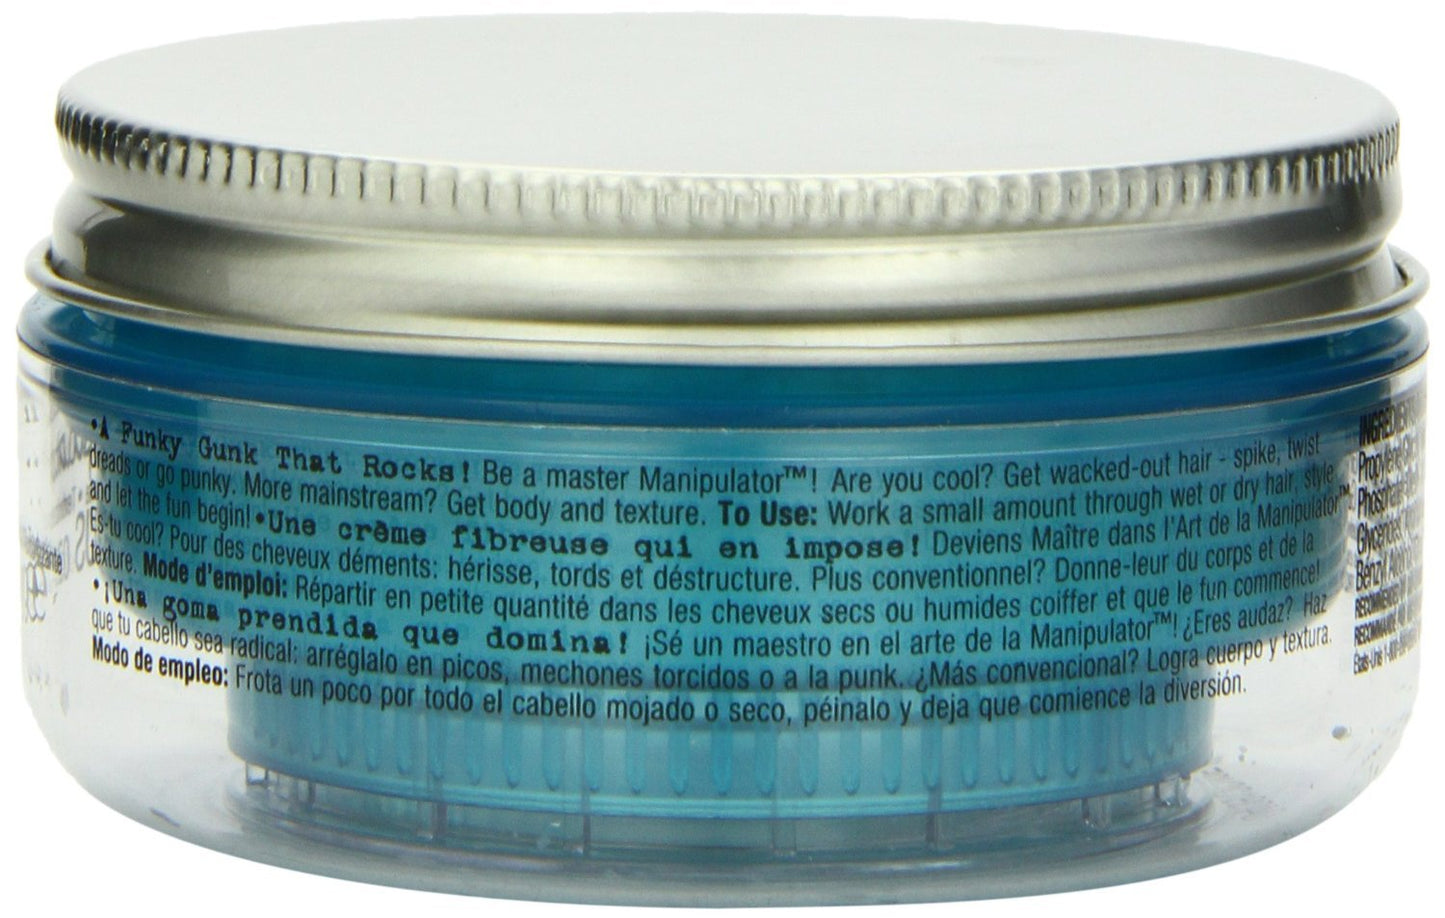 •A Funky Gunk That Rocks! Be a master Manipulator™! Are you cool? Get wacked-out hair - spike, twist
dreads or go punky. More mainstream? Get body and texture. To Use: Work a small amount through wet or dry hair, style
and let the fun begin! •Une crème fibreuse qui en impose! Deviens Maître dans l'Art de la Manipulator™.
Es-tu cool? Pour des cheveux déments: hérisse, tords et déstructure. Plus conventionnel? Donne-leur du corps et de la
texture. Mode d'emploi: Répartir en petite quantité dans les cheveux secs ou humides coiffer et que le fun commence!
•¡Una goma prendida que domina! ¡Sé un maestro en el arte de la Manipulator™! ¿Eres audaz? Haz
que tu cabello sea radical: arréglalo en picos, mechones torcidos o a la punk. ¿Más convencional? Logra cuerpo y textura.
Modo de empleo: Frota un poco por todo el cabello mojado o seco, péinalo y deja que comience la diversión.